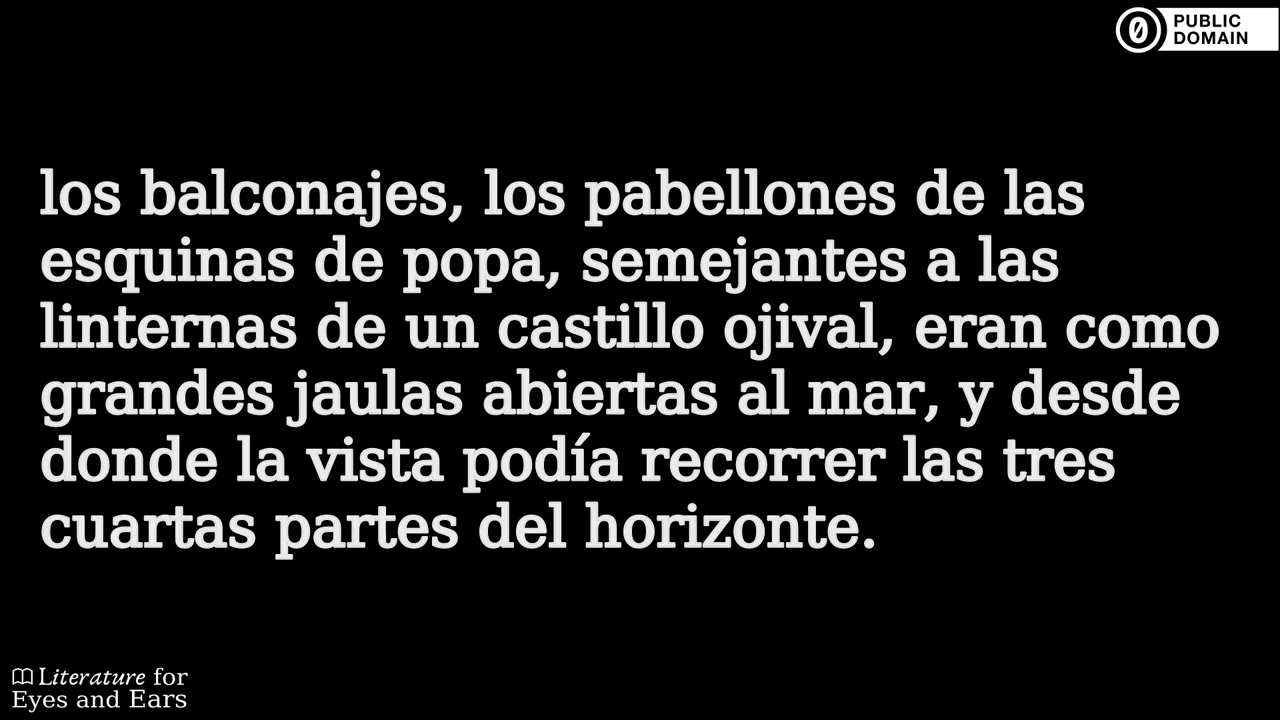 PUBLIC
DOMAIN
los balconajes, los pabellones de las
esquinas de popa, semejantes a las
linternas de un castillo ojival, eran como
grandes jaulas abiertas al mar, y desde
donde la vista podía recorrer las tres
cuartas partes del horizonte.
Literature for
Eyes and Ears